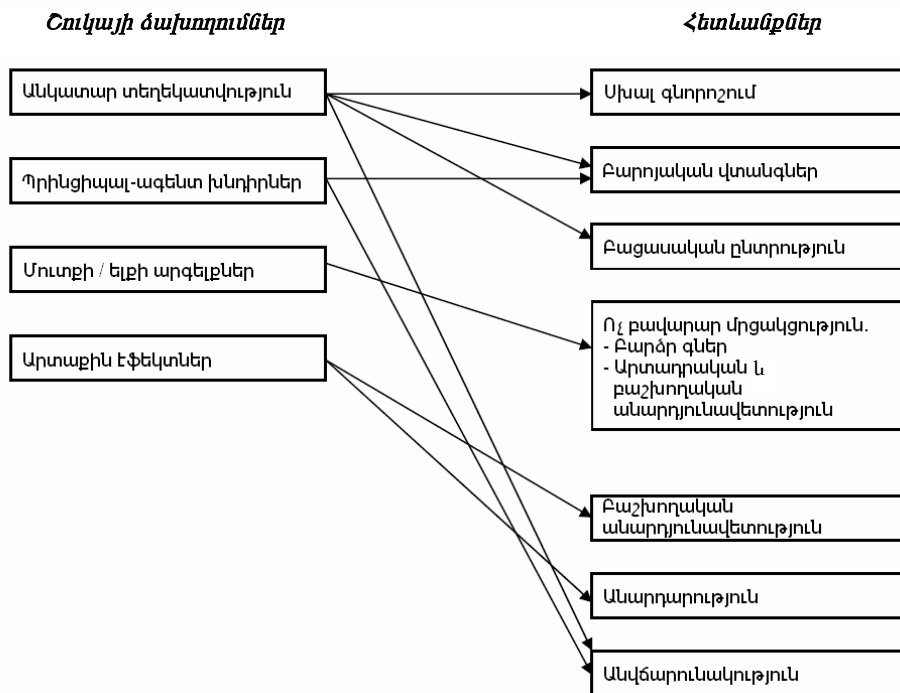 Շուկայի ձախողումներ
Հետևանքներ
Անկատար տեղեկատվություն
Պրինցիպալ-ագենտ խնդիրներ
Մուտքի / ելքի արգելքներ
Արտաքին էֆեկտներ
Սխալ գնորոշում
Բարոյական վտանգներ
Բացասական ընտրություն
Ոչ բավարար մրցակցություն.
- Բարձր գներ
- Արտադրական և
բաշխողական
անարդյունավետություն
Բաշխողական
անարդյունավետություն
Անարդարություն
Անվճարունակություն